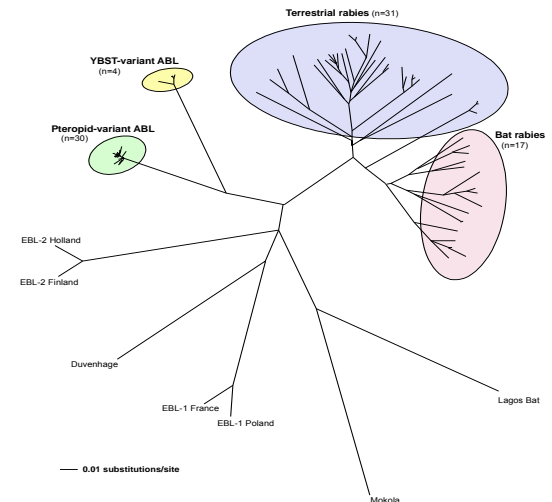 Terrestrial rabies (n=31)
YBST-variant ABL
(n=4)
Pteropid-variant ABL
(n=30)
Bat rabies
(n=17)
EBL-2 Holland
EBL-2 Finland
Duvenhage
EBL-1 France
EBL-1 Poland
Lagos Bat
0.01 substitutions/site
Mokola